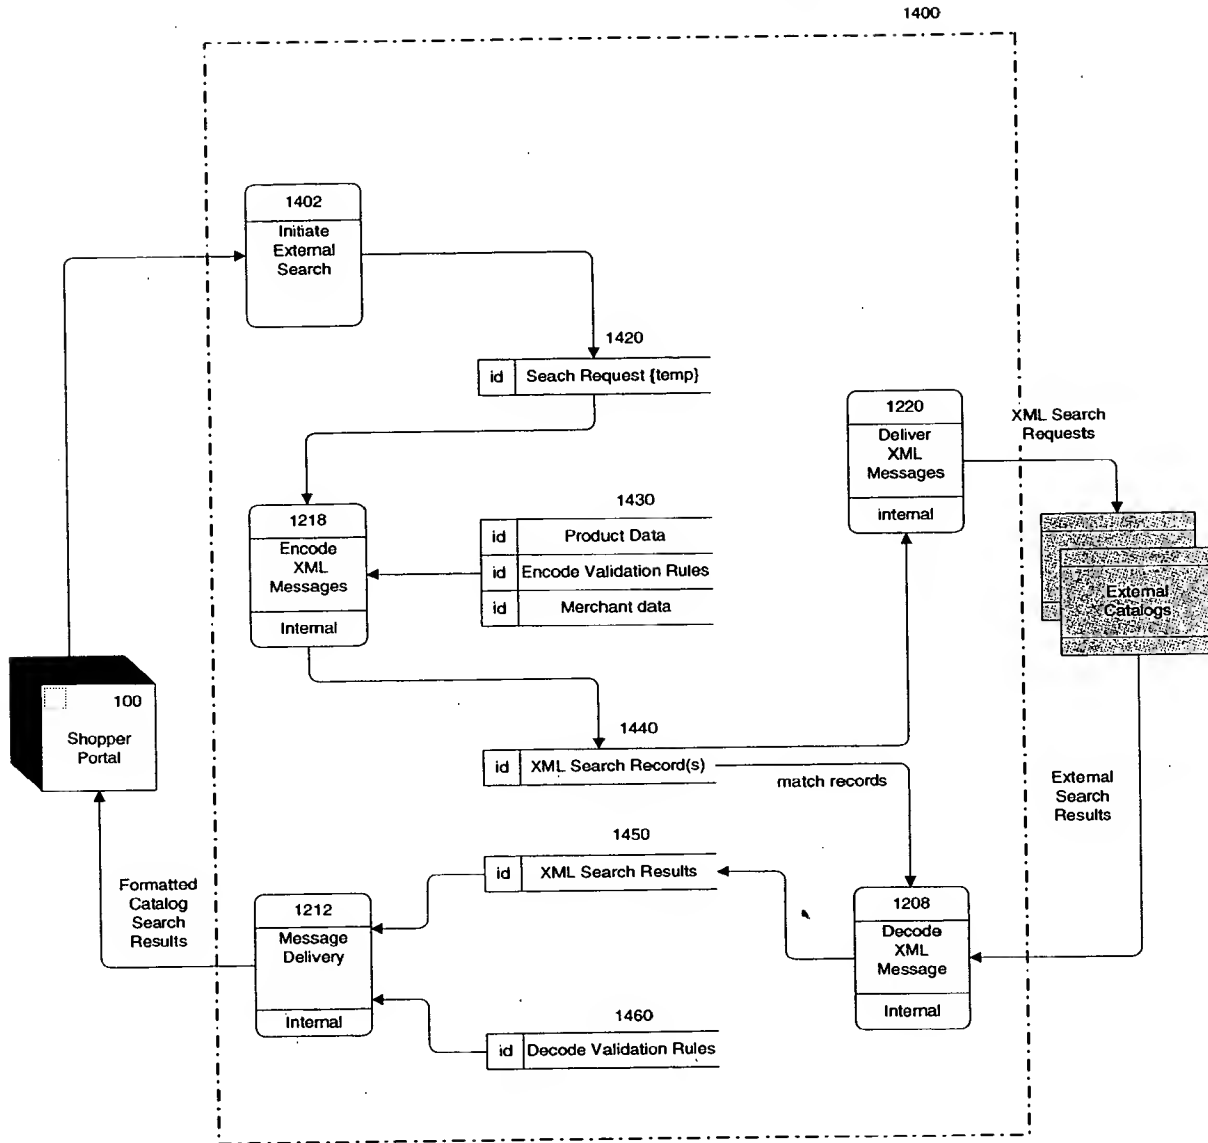 1400
1402
Initiate
External
Search
1420
id Seach Request {temp}
1220
Deliver
XML
Messages
internal
XML Search
Requests
1430
id Product Data
id Encode Validation Rules
id Merchant data
1218
Encode
XML
Messages
Internal
External
Catalogs
100
Shopper
Portal
1440
id XML Search Record(s)
match records
External
Search
Results
1450
id XML Search Results
Formatted
Catalog
Search
Results
1212
Message
Delivery
Internal
1208
Decode
XML
Message
Internal
1460
id Decode Validation Rules